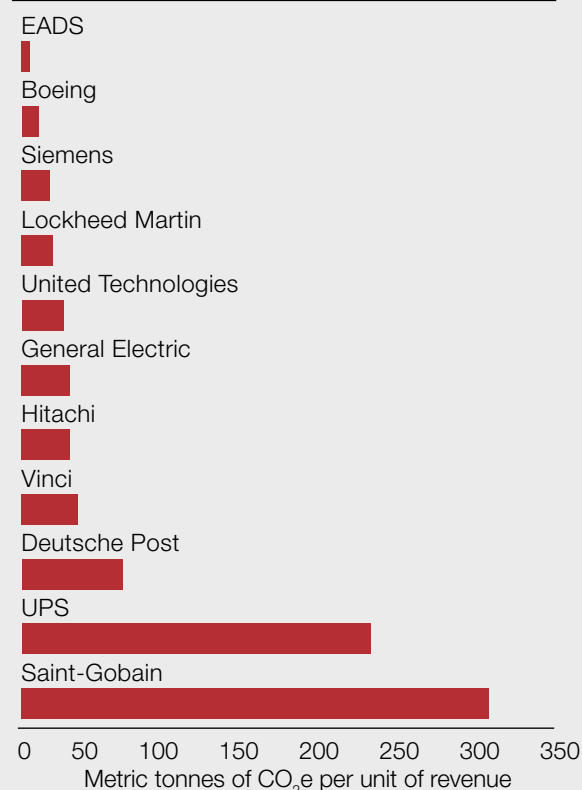 EADS
Boeing
Siemens
Lockheed Martin
United Technologies
General Electric
Hitachi
Vinci
Deutsche Post
UPS
Saint-Gobain
0 50 100 150 200 250 300 350
Metric tonnes of CO₂e per unit of revenue